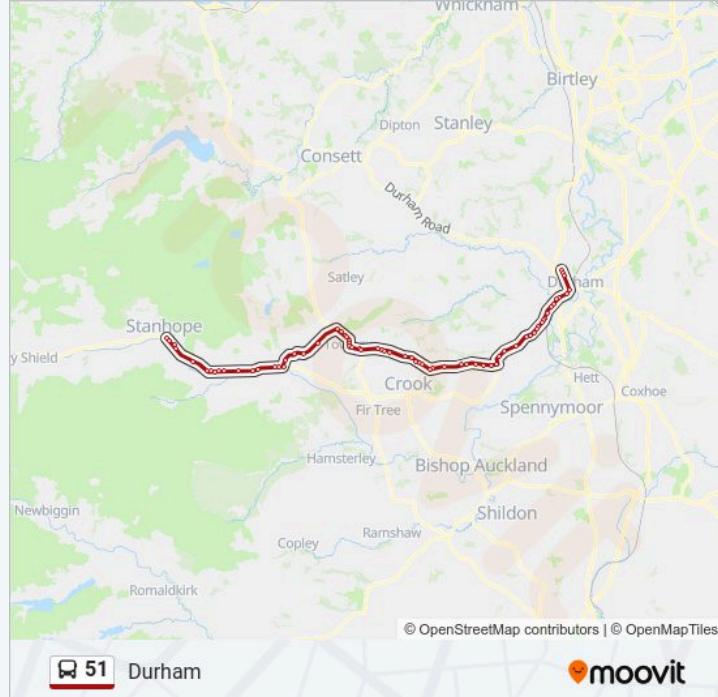 Whickham
Birtley
Dipton
Stanley
Consett
Durham Road
Satley
Stanhope
y Shield
Crook
Fir Tree
Hett
Coxhoe
Spennymoor
Hamsterley
Bishop Auckland
Newbiggin
Shildon
Ramshaw
Copley
Romaldkirk
© OpenStreetMap contributors | © OpenMapTiles
51 Durham
moovit